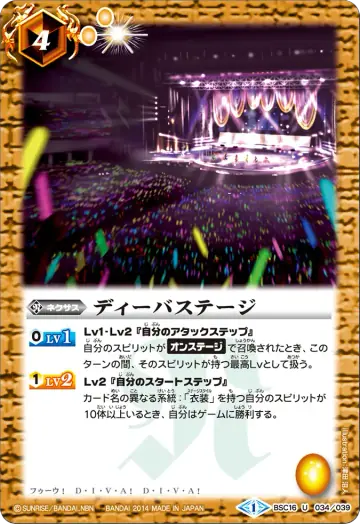 4
ネクサス ディーバステージ
0 LV1 Lv1・Lv2『自分のアタックステップ』
自分のスピリットが オンステージ で召喚されたとき、この
ターンの間、そのスピリットが持つ最高Lvとして扱う。
1 LV2 Lv2『自分のスタートステップ』
カード名の異なる系統：「衣装」を持つ自分のスピリットが
10体以上いるとき、自分はゲームに勝利する。
フゥーゥ！ D・I・V・A！ D・I・V・A！
©SUNRISE/BANDAI,NBN BANDAI 2014 MADE IN JAPAN 1 BSC16 U 034/039